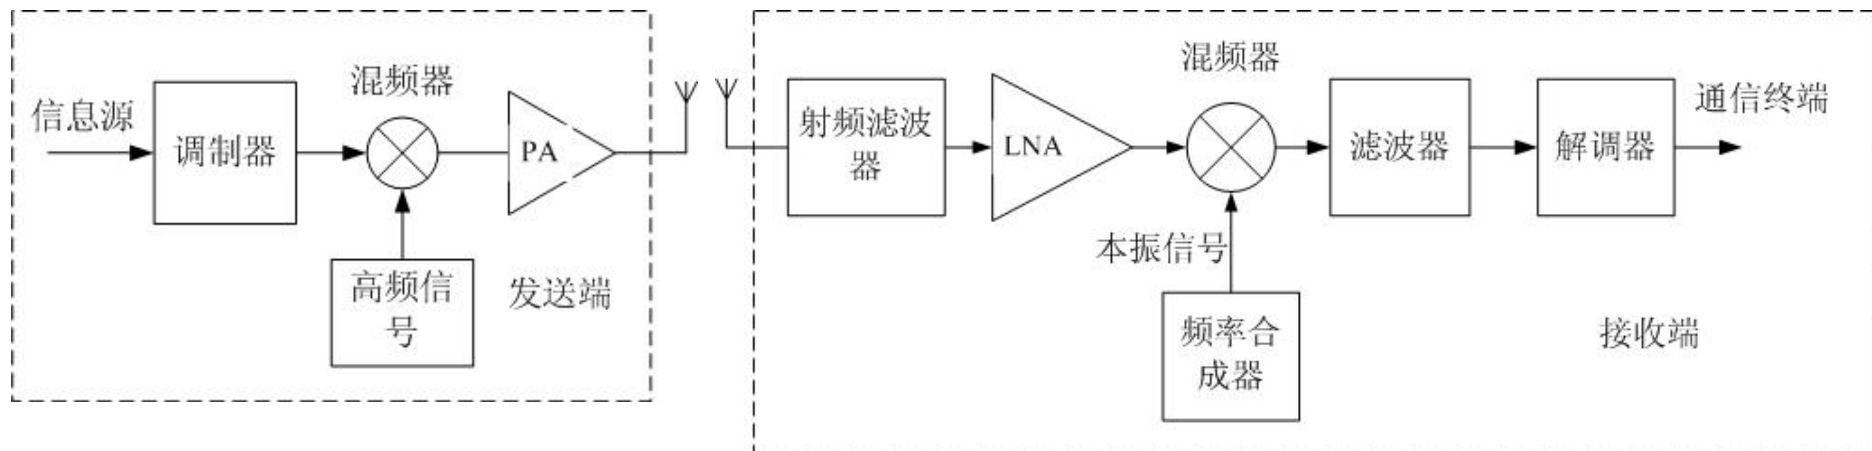 信息源
调制器
混频器
PA
高频信
号
发送端
射频滤波
器
LNA
混频器
本振信号
频率合
成器
滤波器
解调器
通信终端
接收端